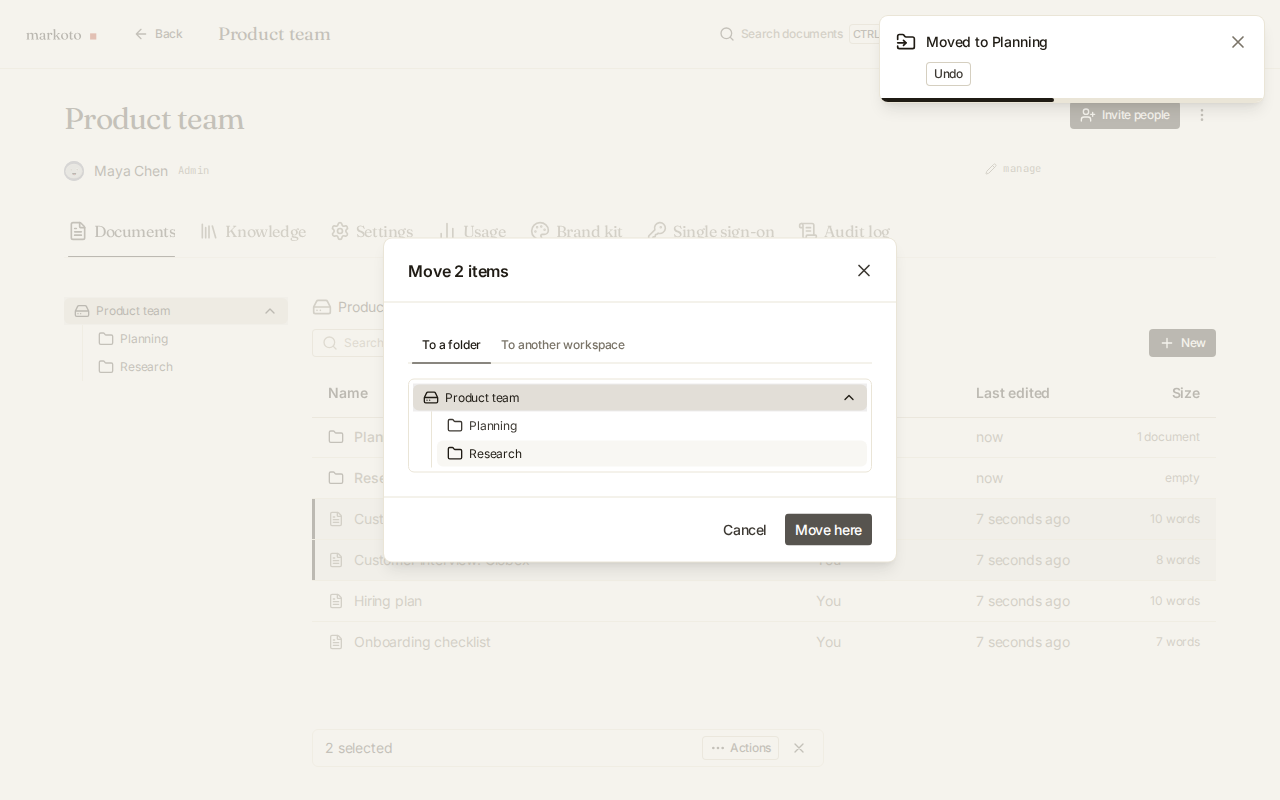 markoto
Back
Product team
Search documents
CTRL
Moved to Planning
Undo
Product team
Invite people
Maya Chen
Admin
manage
Documents
Knowledge
Settings
Usage
Brand kit
Single sign-on
Audit log
Move 2 items
To a folder
To another workspace
Product team
Planning
Research
Cancel
Move here
Product team
Planning
Research
Search
New
Name
Last edited
Size
now
1 document
now
empty
7 seconds ago
10 words
7 seconds ago
8 words
Hiring plan
You
7 seconds ago
10 words
Onboarding checklist
You
7 seconds ago
7 words
2 selected
Actions